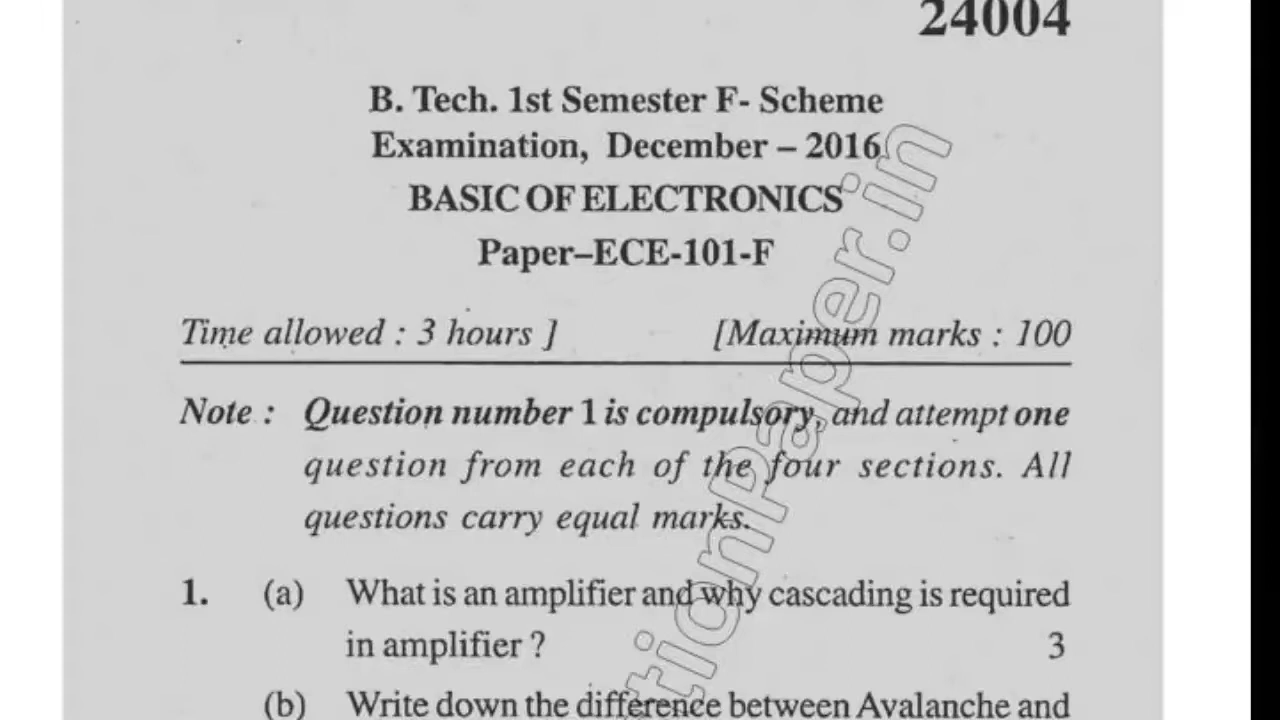 24004
B. Tech. 1st Semester F- Scheme
Examination, December – 2016
BASIC OF ELECTRONICS
Paper–ECE-101-F
Time allowed : 3 hours ] [Maximum marks : 100
Note : Question number 1 is compulsory, and attempt one
question from each of the four sections. All
questions carry equal marks.
1. (a) What is an amplifier and why cascading is required
in amplifier ? 3
(b) Write down the difference between Avalanche and
tionpaper.in